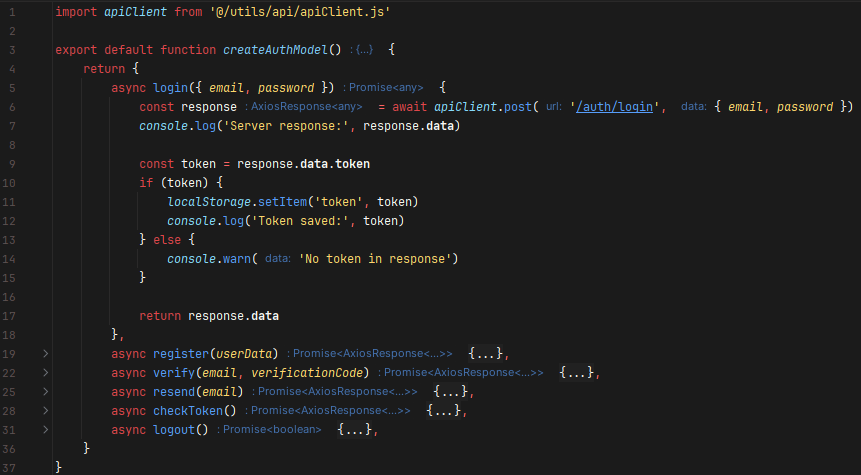 1 import apiClient from '@/utils/api/apiClient.js'
2
3 export default function createAuthModel() :{...} {
4 return {
5 async login({ email, password }) :Promise<any> {
6 const response :AxiosResponse<any> = await apiClient.post( url: '/auth/login', data: { email, password })
7 console.log('Server response:', response.data)
8
9 const token = response.data.token
10 if (token) {
11 localStorage.setItem('token', token)
12 console.log('Token saved:', token)
13 } else {
14 console.warn( data: 'No token in response')
15 }
16
17 return response.data
18 },
19 async register(userData) :Promise<AxiosResponse<...>> {...},
22 async verify(email, verificationCode) :Promise<AxiosResponse<...>> {...},
25 async resend(email) :Promise<AxiosResponse<...>> {...},
28 async checkToken() :Promise<AxiosResponse<...>> {...},
31 async logout() :Promise<boolean> {...},
36 }
37 }